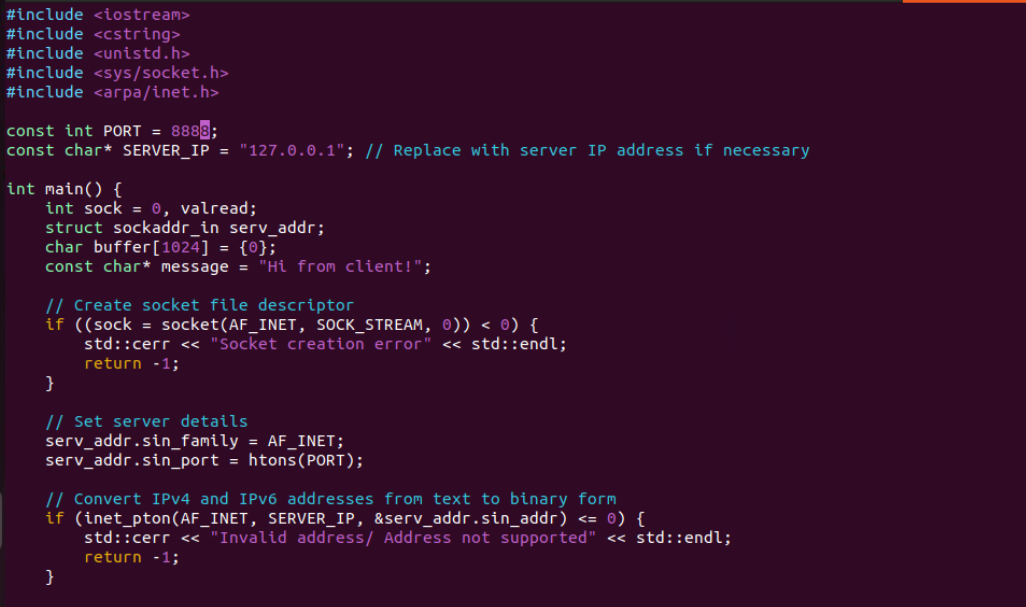 #include <iostream>
#include <cstring>
#include <unistd.h>
#include <sys/socket.h>
#include <arpa/inet.h>

const int PORT = 8888;
const char* SERVER_IP = "127.0.0.1"; // Replace with server IP address if necessary

int main() {
    int sock = 0, valread;
    struct sockaddr_in serv_addr;
    char buffer[1024] = {0};
    const char* message = "Hi from client!";

    // Create socket file descriptor
    if ((sock = socket(AF_INET, SOCK_STREAM, 0)) < 0) {
        std::cerr << "Socket creation error" << std::endl;
        return -1;
    }

    // Set server details
    serv_addr.sin_family = AF_INET;
    serv_addr.sin_port = htons(PORT);

    // Convert IPv4 and IPv6 addresses from text to binary form
    if (inet_pton(AF_INET, SERVER_IP, &serv_addr.sin_addr) <= 0) {
        std::cerr << "Invalid address/ Address not supported" << std::endl;
        return -1;
    }